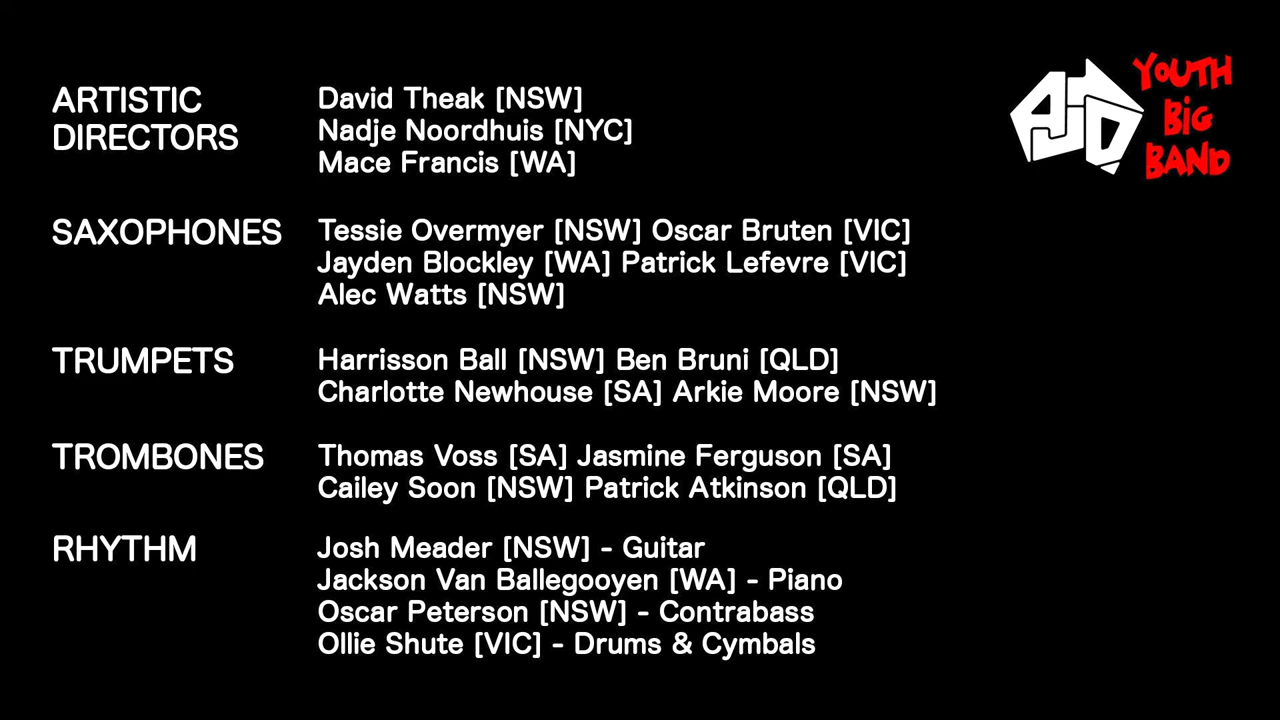 ARTISTIC
DIRECTORS
David Theak [NSW]
Nadje Noordhuis [NYC]
Mace Francis [WA]
AJO
YOUTH
BIG
BAND
SAXOPHONES
Tessie Overmyer [NSW] Oscar Bruten [VIC]
Jayden Blockley [WA] Patrick Lefevre [VIC]
Alec Watts [NSW]
TRUMPETS
Harrisson Ball [NSW] Ben Bruni [QLD]
Charlotte Newhouse [SA] Arkie Moore [NSW]
TROMBONES
Thomas Voss [SA] Jasmine Ferguson [SA]
Cailey Soon [NSW] Patrick Atkinson [QLD]
RHYTHM
Josh Meader [NSW] - Guitar
Jackson Van Ballegooyen [WA] - Piano
Oscar Peterson [NSW] - Contrabass
Ollie Shute [VIC] - Drums & Cymbals